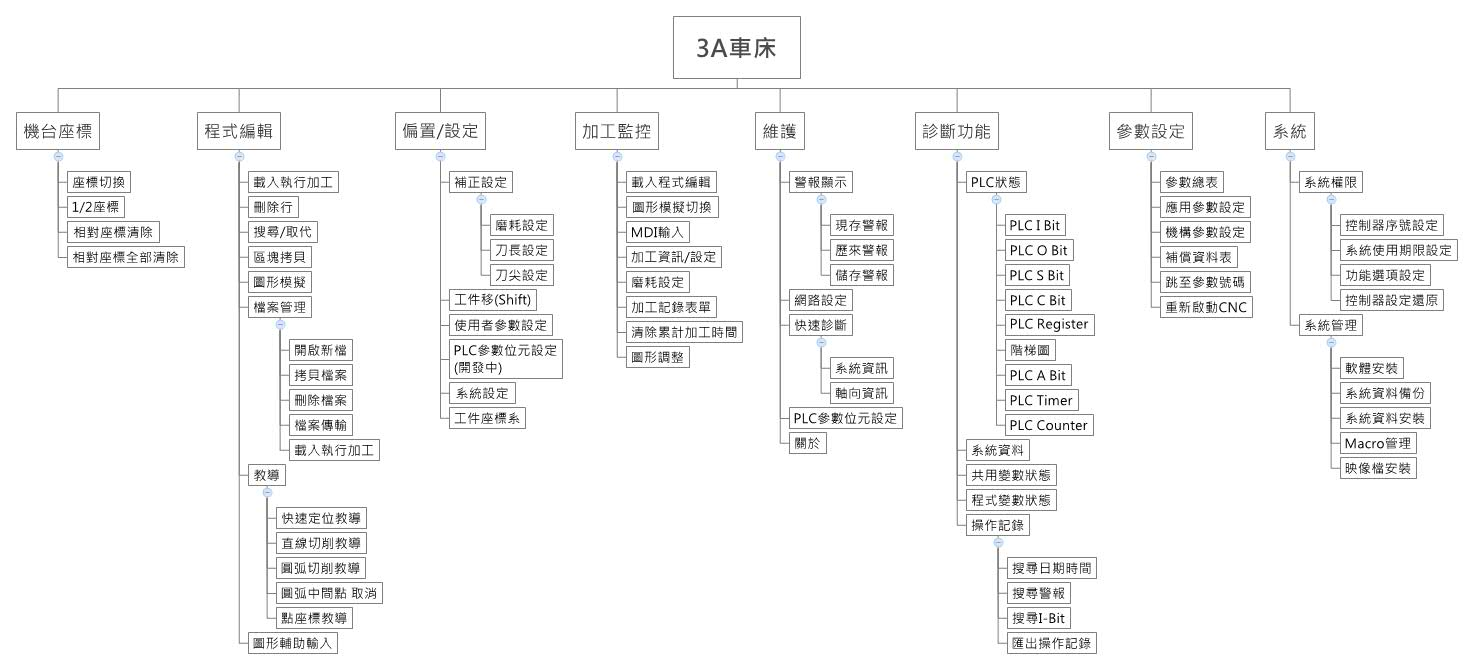 3A車床
機台座標
座標切換
1/2座標
相對座標清除
相對座標全部清除
程式編輯
載入執行加工
刪除行
搜尋/取代
區塊拷貝
圖形模擬
檔案管理
開啟新檔
拷貝檔案
刪除檔案
檔案傳輸
載入執行加工
教導
快速定位教導
直線切削教導
圓弧切削教導
圓弧中間點 取消
點座標教導
圖形輔助輸入
偏置/設定
補正設定
磨耗設定
刀長設定
刀尖設定
工件移(Shift)
使用者參數設定
PLC參數位元設定
(開發中)
系統設定
工件座標系
加工監控
載入程式編輯
圖形模擬切換
MDI輸入
加工資訊/設定
磨耗設定
加工記錄表單
清除累計加工時間
圖形調整
維護
警報顯示
現存警報
歷來警報
儲存警報
網路設定
快速診斷
系統資訊
軸向資訊
PLC參數位元設定
關於
診斷功能
PLC狀態
PLC I Bit
PLC O Bit
PLC S Bit
PLC C Bit
PLC Register
階梯圖
PLC A Bit
PLC Timer
PLC Counter
系統資料
共用變數狀態
程式變數狀態
操作記錄
搜尋日期時間
搜尋警報
搜尋I-Bit
匯出操作記錄
參數設定
參數總表
應用參數設定
機構參數設定
補償資料表
跳至參數號碼
重新啟動CNC
系統
系統權限
控制器序號設定
系統使用期限設定
功能選項設定
控制器設定還原
系統管理
軟體安裝
系統資料備份
系統資料安裝
Macro管理
映像檔安裝